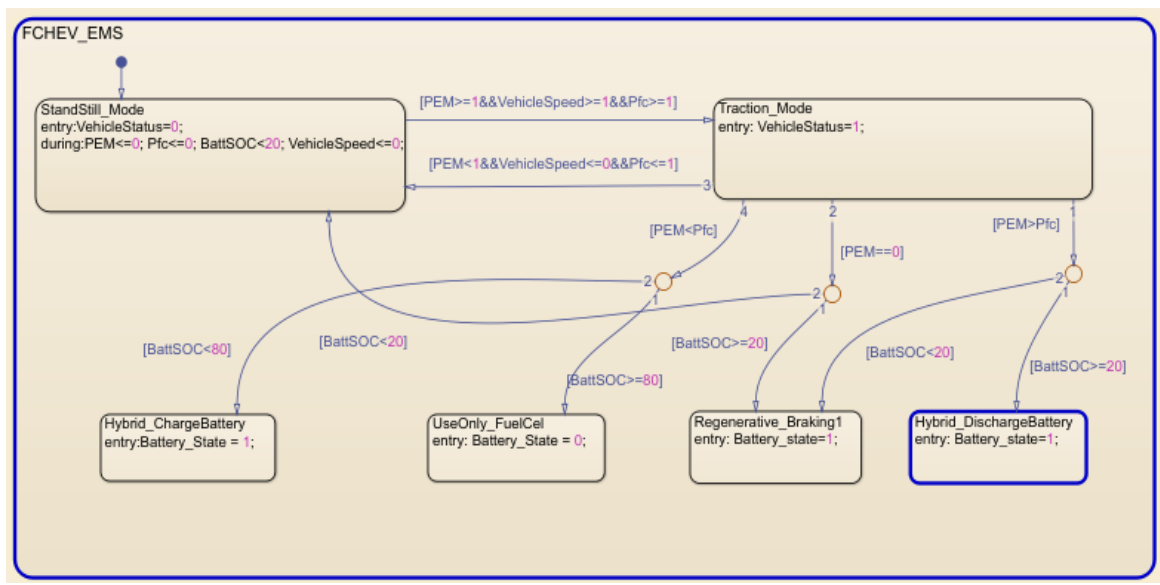 FCHEV_EMS
StandStill_Mode
entry:VehicleStatus=0;
during:PEM<=0; Pfc<=0; BattSOC<20; VehicleSpeed<=0;
[PEM>=1&&VehicleSpeed>=1&&Pfc>=1]
Traction_Mode
entry: VehicleStatus=1;
[PEM<1&&VehicleSpeed<=0&&Pfc<=1]
3
4
2
1
[PEM<Pfc]
[PEM==0]
[PEM>Pfc]
2
1
2
1
2
1
[BattSOC<80]
[BattSOC<20]
[BattSOC>=80]
[BattSOC>=20]
[BattSOC<20]
[BattSOC>=20]
Hybrid_ChargeBattery
entry:Battery_State = 1;
UseOnly_FuelCel
entry: Battery_State = 0;
Regenerative_Braking1
entry: Battery_state=1;
Hybrid_DischargeBattery
entry: Battery_state=1;